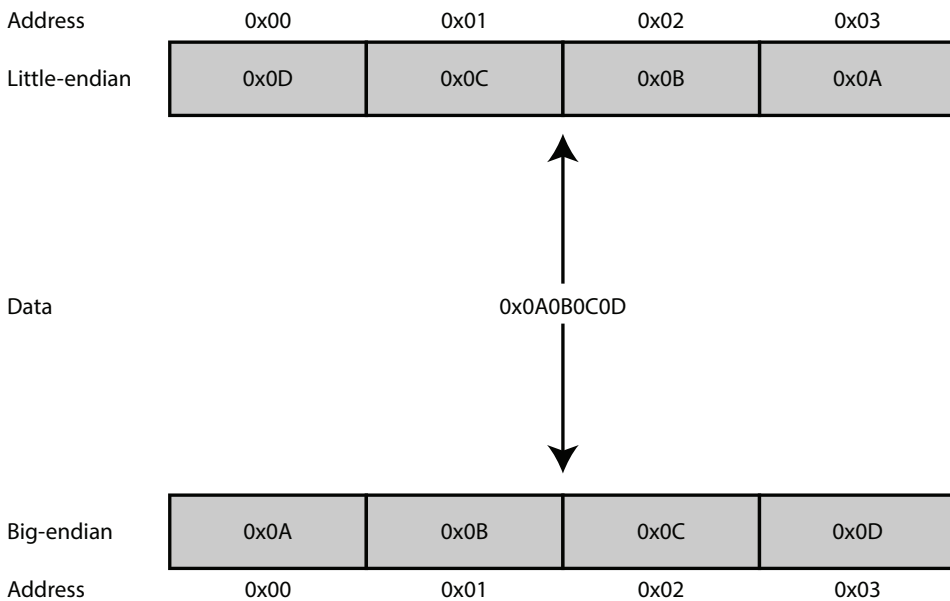 Address 0x00 0x01 0x02 0x03
Little-endian 0x0D 0x0C 0x0B 0x0A
Data 0x0A0B0C0D
Big-endian 0x0A 0x0B 0x0C 0x0D
Address 0x00 0x01 0x02 0x03